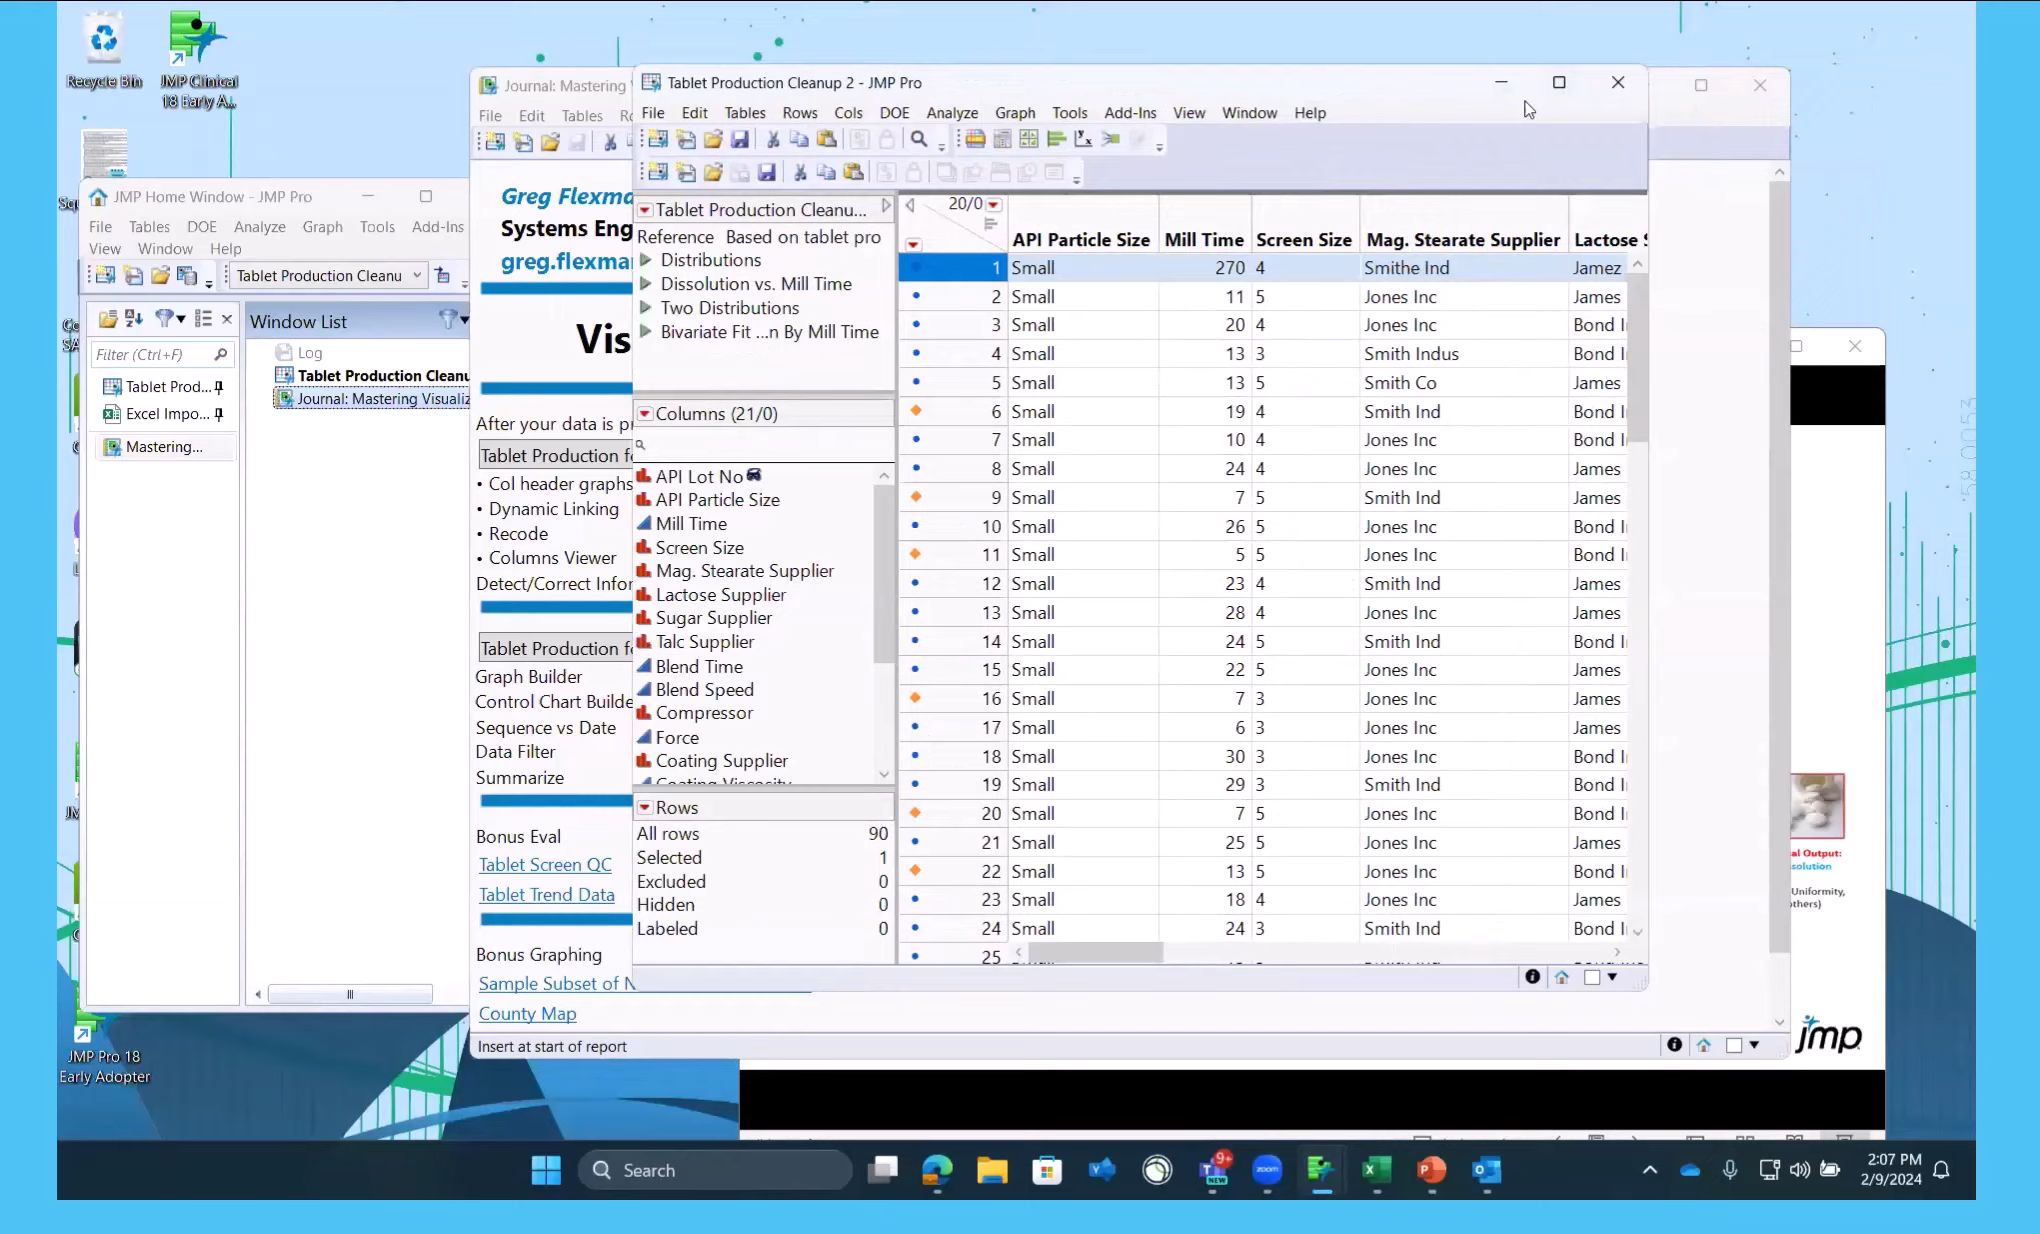 Recycle Bin
JMP Clinical
18 Early A...
JMP Home Window - JMP Pro
File Tables DOE Analyze Graph Tools Add-Ins
View Window Help
Tablet Production Cleanu
Filter (Ctrl+F)
Tablet Prod...
Excel Impo...
Mastering...
Window List
Log
Tablet Production Cleanu
Journal: Mastering Visualiz
JMP Pro 18
Early Adopter
Journal: Mastering
File Edit Tables
Greg Flexma
Systems Eng
greg.flexma
Vis
After your data is p
Tablet Production f
• Col header graphs
• Dynamic Linking
• Recode
• Columns Viewer
Detect/Correct Infor
Tablet Production f
Graph Builder
Control Chart Builde
Sequence vs Date
Data Filter
Summarize
Bonus Eval
Tablet Screen QC
Tablet Trend Data
Bonus Graphing
Sample Subset of N
County Map
Insert at start of report
Tablet Production Cleanup 2 - JMP Pro
File Edit Tables Rows Cols DOE Analyze Graph Tools Add-Ins View Window Help
Tablet Production Cleanu...
Reference Based on tablet pro
Distributions
Dissolution vs. Mill Time
Two Distributions
Bivariate Fit ...n By Mill Time
Columns (21/0)
API Lot No
API Particle Size
Mill Time
Screen Size
Mag. Stearate Supplier
Lactose Supplier
Sugar Supplier
Talc Supplier
Blend Time
Blend Speed
Compressor
Force
Coating Supplier
Coating Viscosity
Rows
All rows 90
Selected 1
Excluded 0
Hidden 0
Labeled 0
20/0
API Particle Size Mill Time Screen Size Mag. Stearate Supplier Lactose S
1 Small 270 4 Smithe Ind Jamez
2 Small 11 5 Jones Inc James
3 Small 20 4 Jones Inc Bond I
4 Small 13 3 Smith Indus Bond I
5 Small 13 5 Smith Co James
6 Small 19 4 Smith Ind Bond I
7 Small 10 4 Jones Inc James
8 Small 24 4 Jones Inc James
9 Small 7 5 Smith Ind James
10 Small 26 5 Jones Inc Bond I
11 Small 5 5 Jones Inc Bond I
12 Small 23 4 Smith Ind James
13 Small 28 4 Jones Inc James
14 Small 24 5 Smith Ind Bond I
15 Small 22 5 Jones Inc James
16 Small 7 3 Jones Inc James
17 Small 6 3 Jones Inc James
18 Small 30 3 Jones Inc Bond I
19 Small 29 3 Smith Ind Bond I
20 Small 7 5 Jones Inc Bond I
21 Small 25 5 Jones Inc James
22 Small 13 5 Jones Inc Bond I
23 Small 18 4 Jones Inc James
24 Small 24 3 Smith Ind Bond I
25
al Output:
solution
Uniformity,
thers)
jmp
Search
9+
NEW
zoom
2:07 PM
2/9/2024